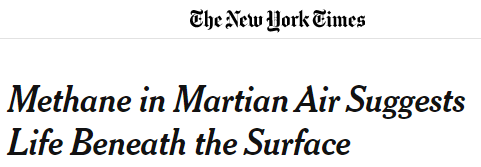 The New York Times
Methane in Martian Air Suggests
Life Beneath the Surface